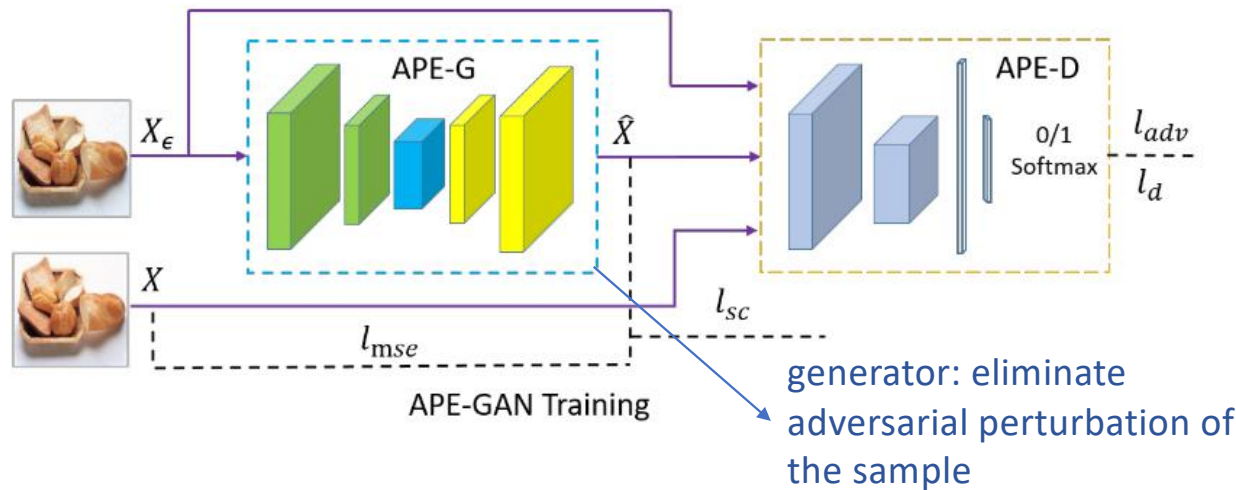 APE-G
APE-D
X_ϵ
X̂
0/1
Softmax
l_adv
l_d
X
l_sc
l_mse
generator: eliminate
adversarial perturbation of
the sample
APE-GAN Training